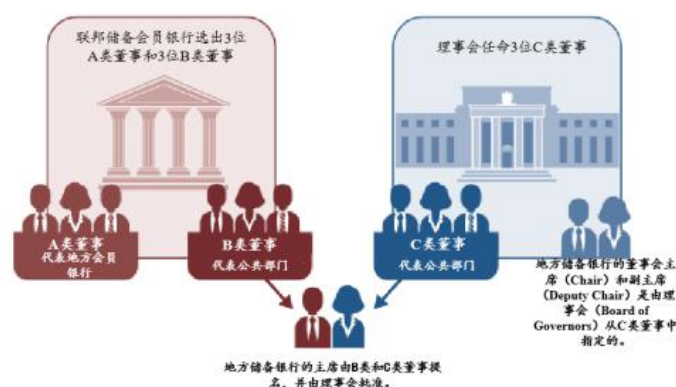 联邦储备会员银行选出3位
A类董事和3位B类董事
理事会任命3位C类董事
A类董事
代表地方会员
银行
B类董事
代表公共部门
C类董事
代表公共部门
地方储备银行的董事会主
席（Chair）和副主席
（Deputy Chair）是由理
事会（Board of
Governors）从C类董事中
指定的。
地方储备银行的主席由B类和C类董事提
名，并由理事会批准。